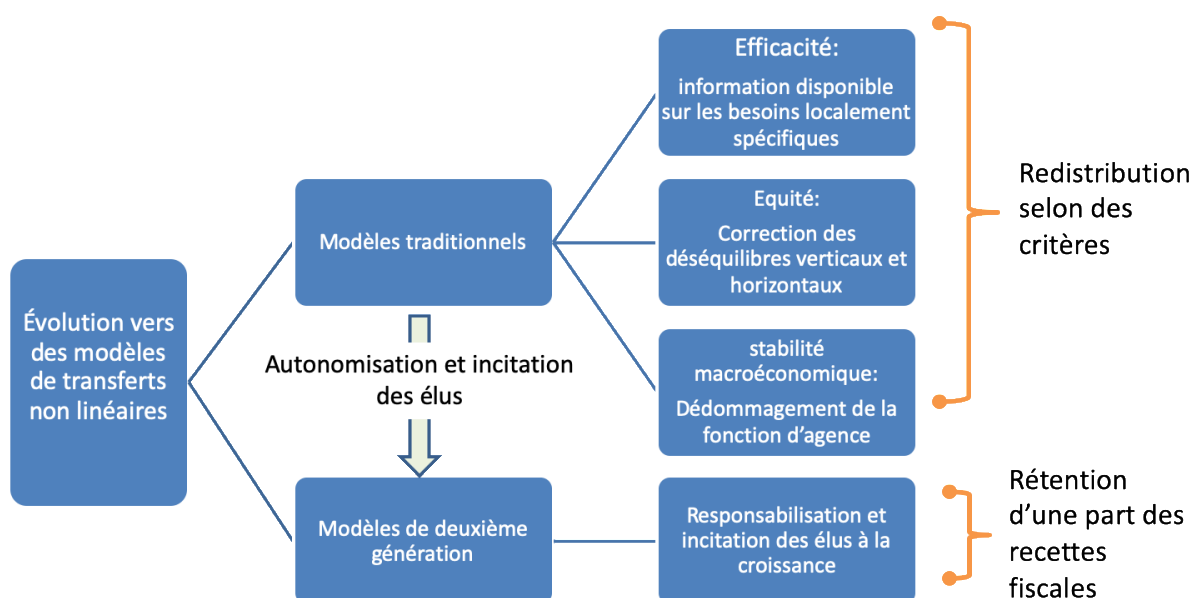 Évolution vers
des modèles
de transferts
non linéaires
Modèles traditionnels
Autonomisation et incitation
des élus
Modèles de deuxième
génération
Efficacité:
information disponible
sur les besoins localement
spécifiques
Equité:
Correction des
déséquilibres verticaux et
horizontaux
stabilité
macroéconomique:
Dédommagement de la
fonction d'agence
Responsabilisation et
incitation des élus à la
croissance
Redistribution
selon des
critères
Rétention
d'une part des
recettes
fiscales